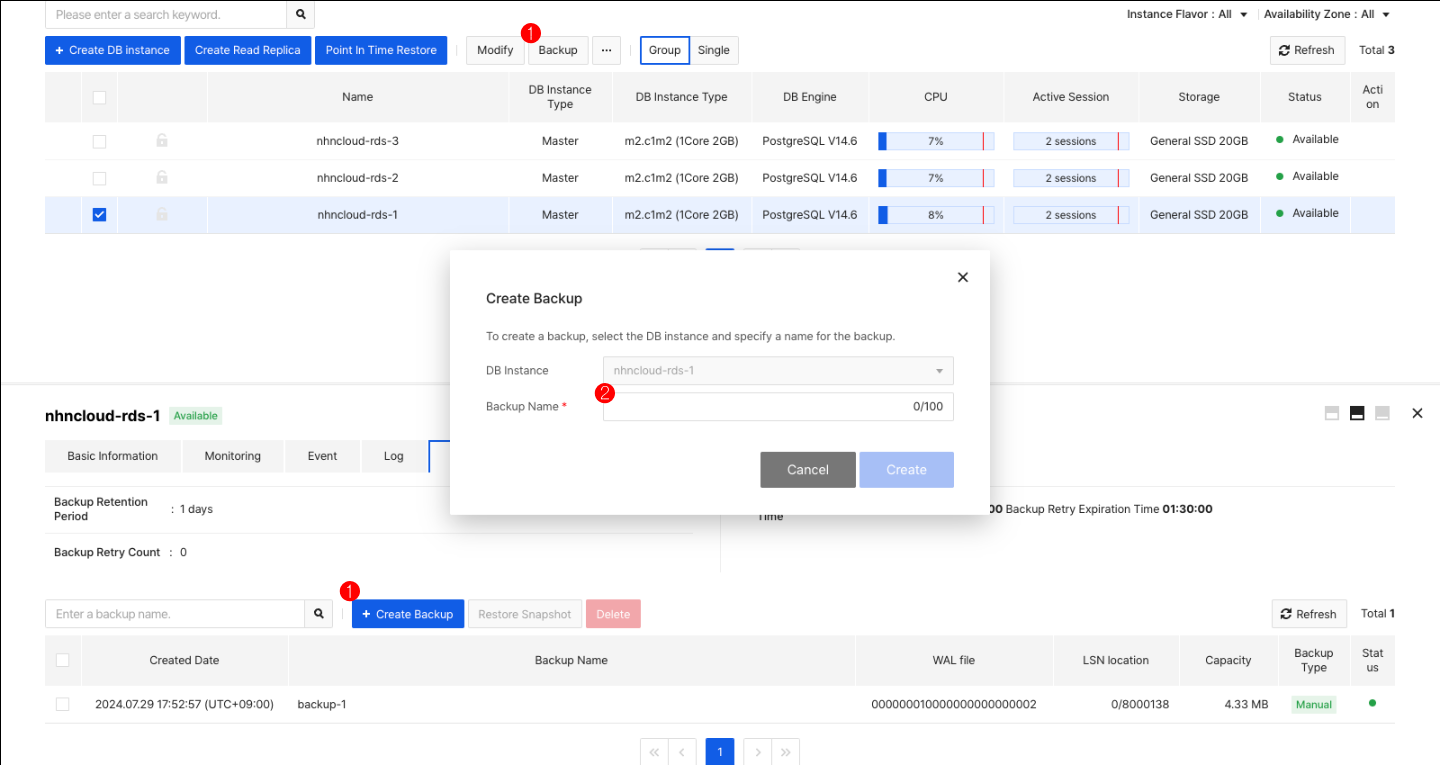 Please enter a search keyword.
Instance Flavor : All
Availability Zone : All
1
+ Create DB instance
Create Read Replica
Point In Time Restore
Modify
Backup
...
Group
Single
Refresh
Total 3
Name
DB Instance
Type
DB Instance Type
DB Engine
CPU
Active Session
Storage
Status
Acti
on
nhncloud-rds-3 Master m2.c1m2 (1Core 2GB) PostgreSQL V14.6 7% 2 sessions General SSD 20GB Available
nhncloud-rds-2 Master m2.c1m2 (1Core 2GB) PostgreSQL V14.6 7% 2 sessions General SSD 20GB Available
nhncloud-rds-1 Master m2.c1m2 (1Core 2GB) PostgreSQL V14.6 8% 2 sessions General SSD 20GB Available
Create Backup
To create a backup, select the DB instance and specify a name for the backup.
DB Instance
nhncloud-rds-1
2
Backup Name *
0/100
Cancel
Create
nhncloud-rds-1 Available
Basic Information
Monitoring
Event
Log
Backup Retention
Period
: 1 days
00 Backup Retry Expiration Time 01:30:00
Time
Backup Retry Count : 0
1
Enter a backup name.
+ Create Backup
Restore Snapshot
Delete
Refresh
Total 1
Created Date
Backup Name
WAL file
LSN location
Capacity
Backup
Type
Stat
us
2024.07.29 17:52:57 (UTC+09:00) backup-1 000000010000000000000002 0/8000138 4.33 MB Manual
« ‹ 1 › »